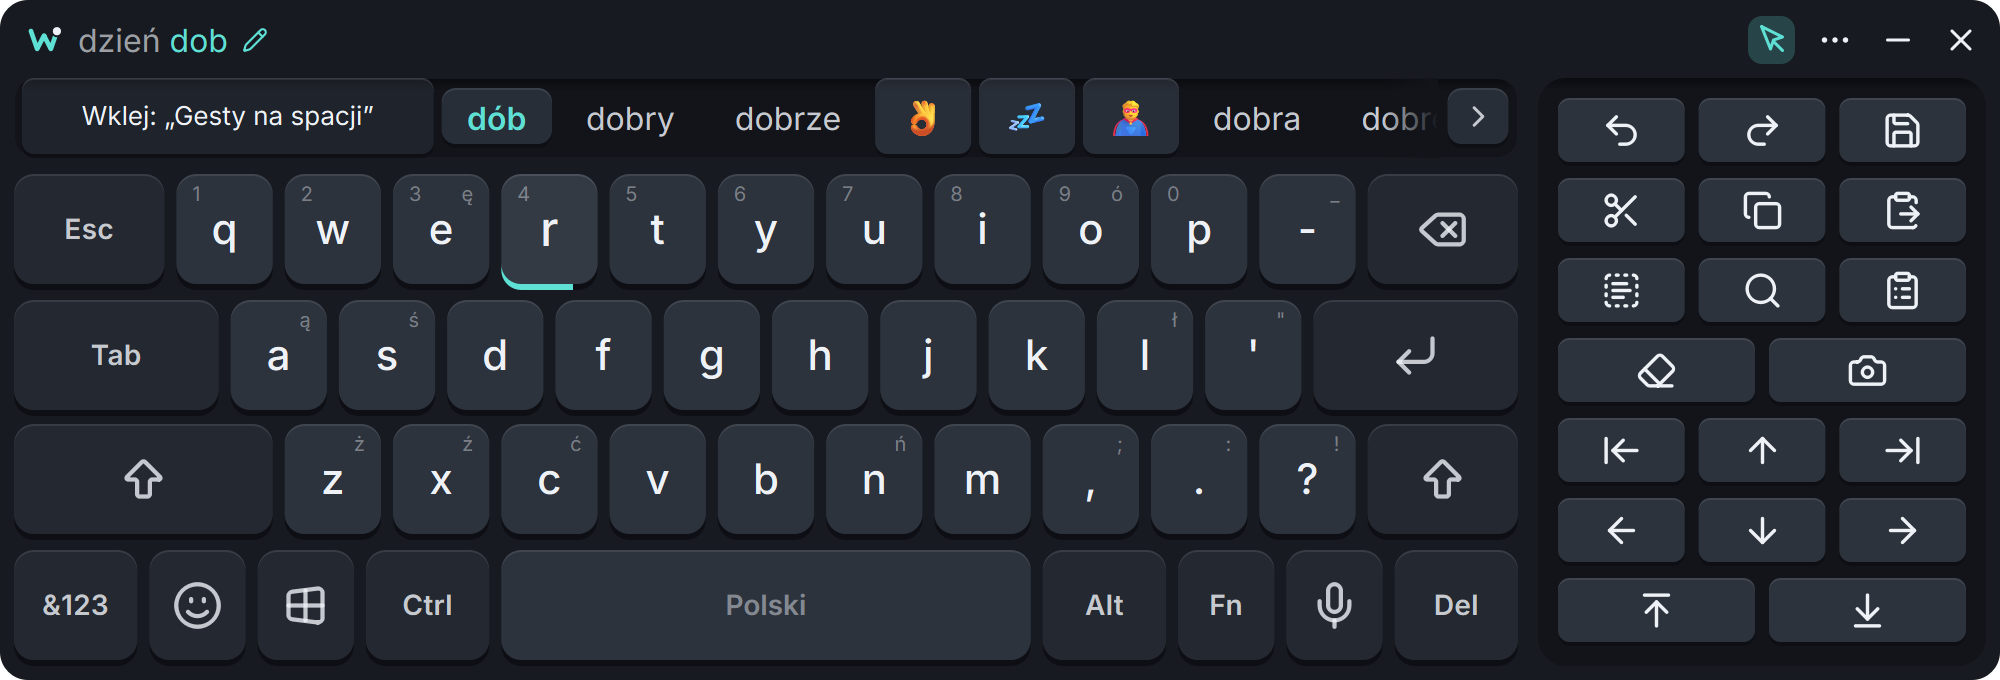 dzień dob
Wklej: „Gesty na spacji” dób dobry dobrze dobra
Esc 1 q 2 w 3 ę e 4 r 5 t 6 y 7 u 8 i 9 ó o 0 p _ -
Tab ą a ś s d f g h j k ł l " '
ż z ź x ć c v b ń n m ; , : . ! ?
&123 Ctrl Polski Alt Fn Del